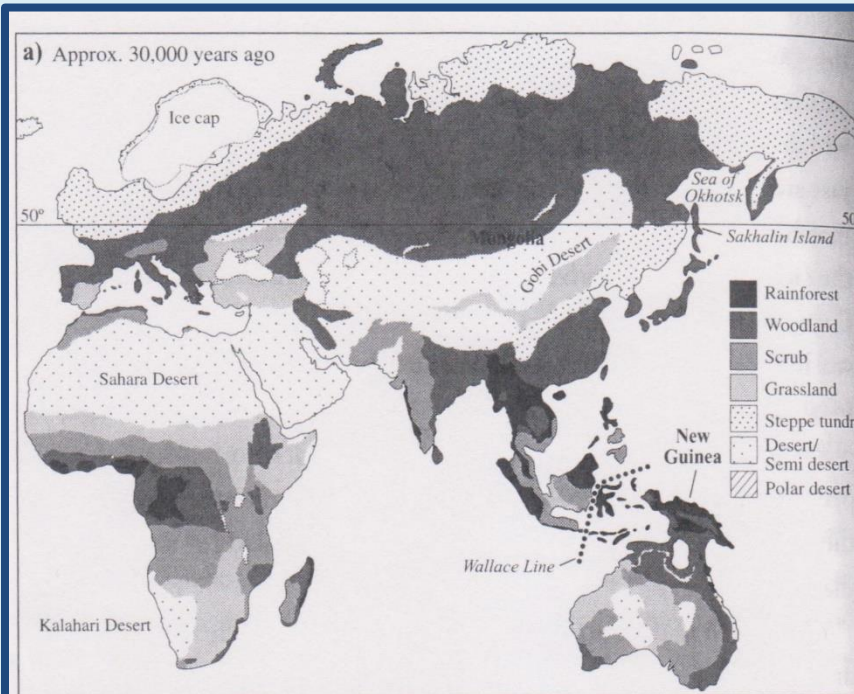 a) Approx. 30,000 years ago
Ice cap
50°
50
Sea of
Okhotsk
Sakhalin Island
Mongolia
Gobi Desert
Rainforest
Woodland
Scrub
Grassland
Steppe tundr
Desert/
Semi desert
Polar desert
Sahara Desert
New
Guinea
Wallace Line
Kalahari Desert